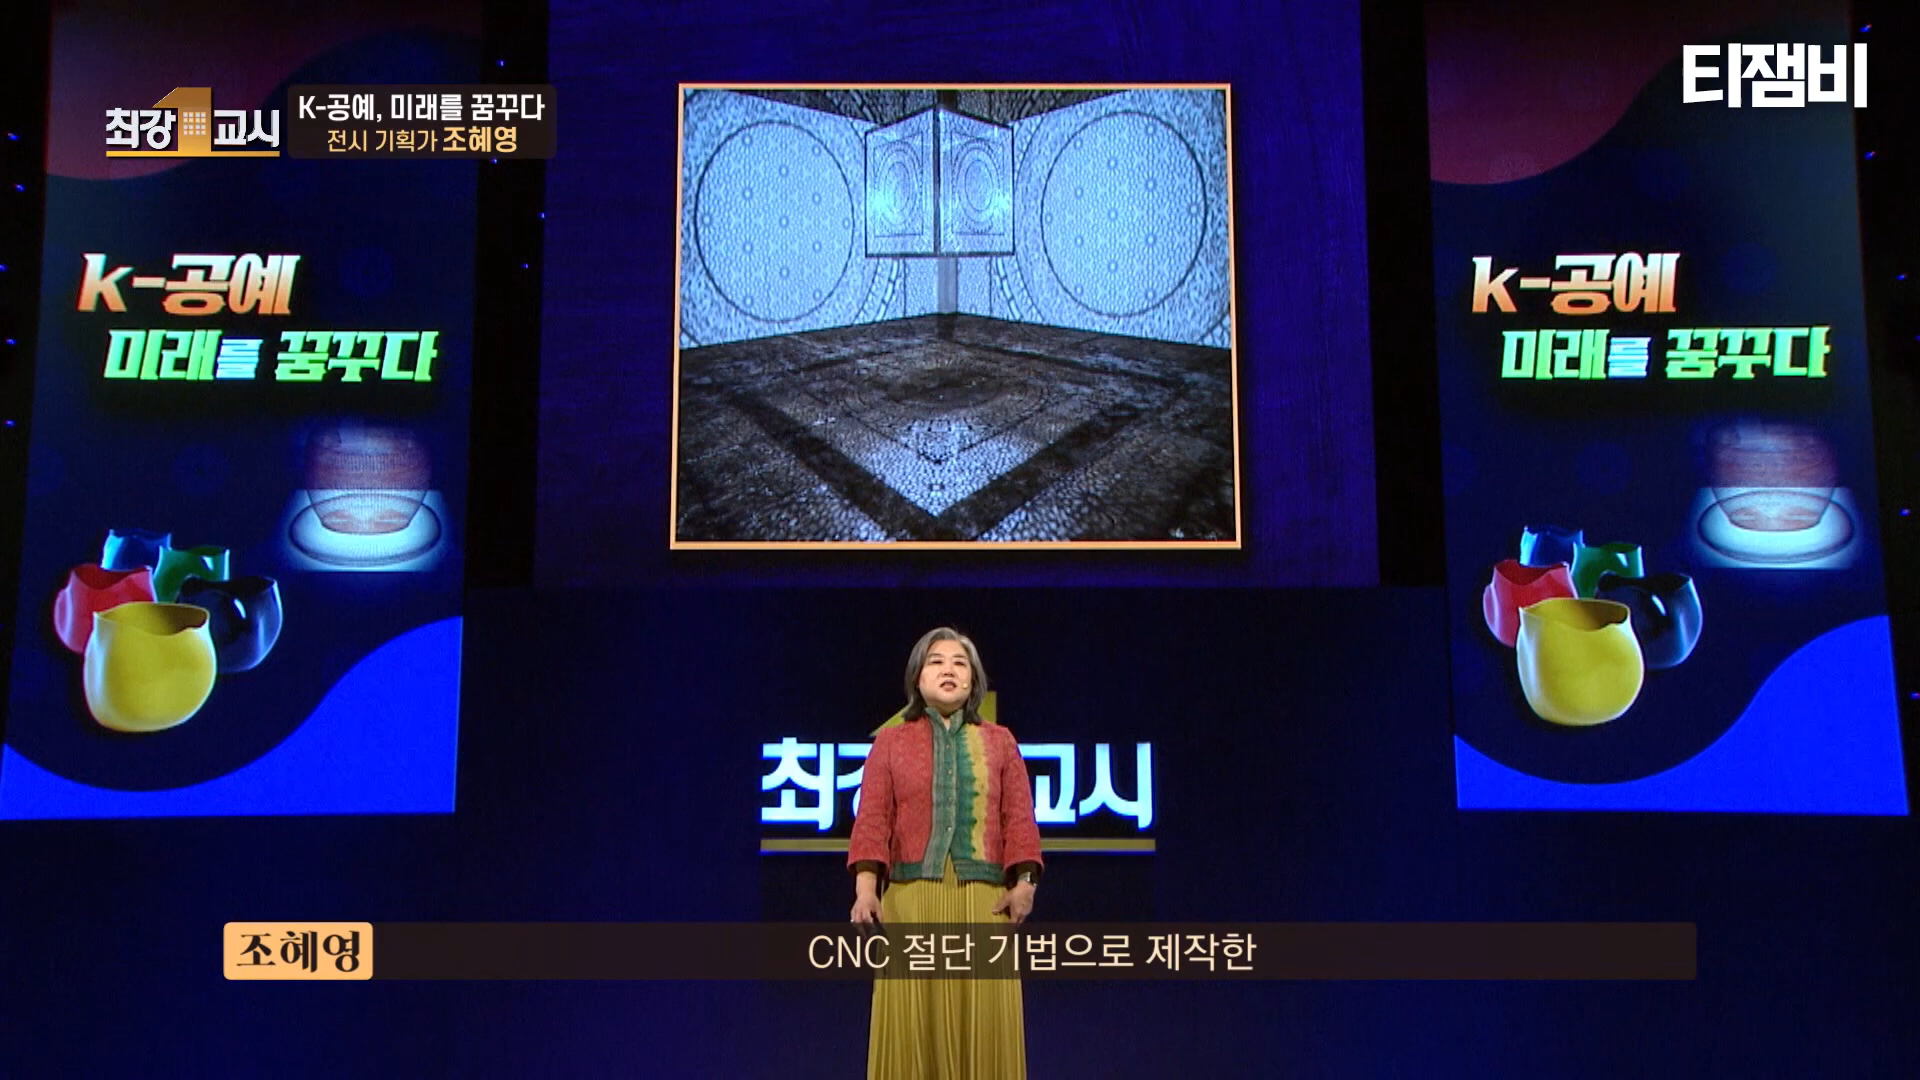 티잼비
최강1교시
K-공예, 미래를 꿈꾸다
전시 기획가 조혜영
k-공예
미래를 꿈꾸다
k-공예
미래를 꿈꾸다
최강 교시
조혜영
CNC 절단 기법으로 제작한